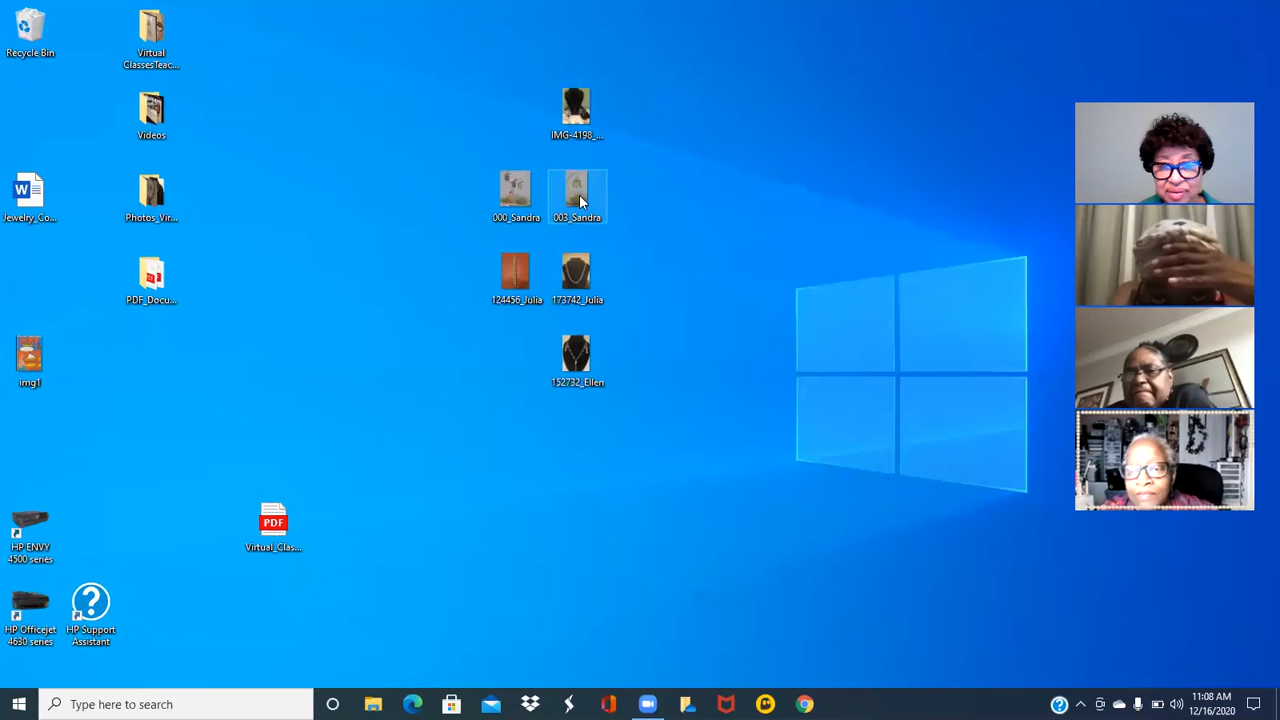 Recycle Bin
Virtual
ClassesTeac...
Videos
IMG-4198_...
Jewelry_Co...
Photos_Vir...
000_Sandra
003_Sandra
PDF_Docu...
124456_Julia
173742_Julia
img1
152732_Ellen
PDF
Virtual_Clas...
HP ENVY
4500 series
HP Officejet
4630 series
HP Support
Assistant
Type here to search
11:08 AM
12/16/2020